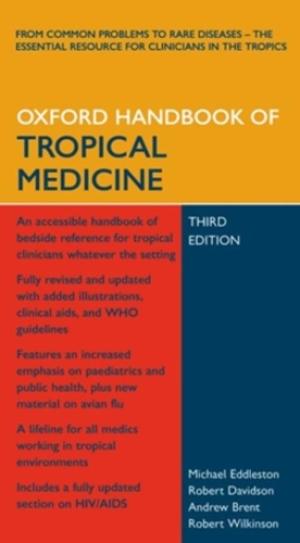 FROM COMMON PROBLEMS TO RARE DISEASES – THE
ESSENTIAL RESOURCE FOR CLINICIANS IN THE TROPICS
OXFORD HANDBOOK OF
TROPICAL
MEDICINE
An accessible handbook of
bedside reference for tropical
clinicians whatever the setting
Fully revised and updated
with added illustrations,
clinical aids, and WHO
guidelines
Features an increased
emphasis on paediatrics and
public health, plus new
material on avian flu
A lifeline for all medics
working in tropical
environments
Includes a fully updated
section on HIV/AIDS
THIRD
EDITION
Michael Eddleston
Robert Davidson
Andrew Brent
Robert Wilkinson